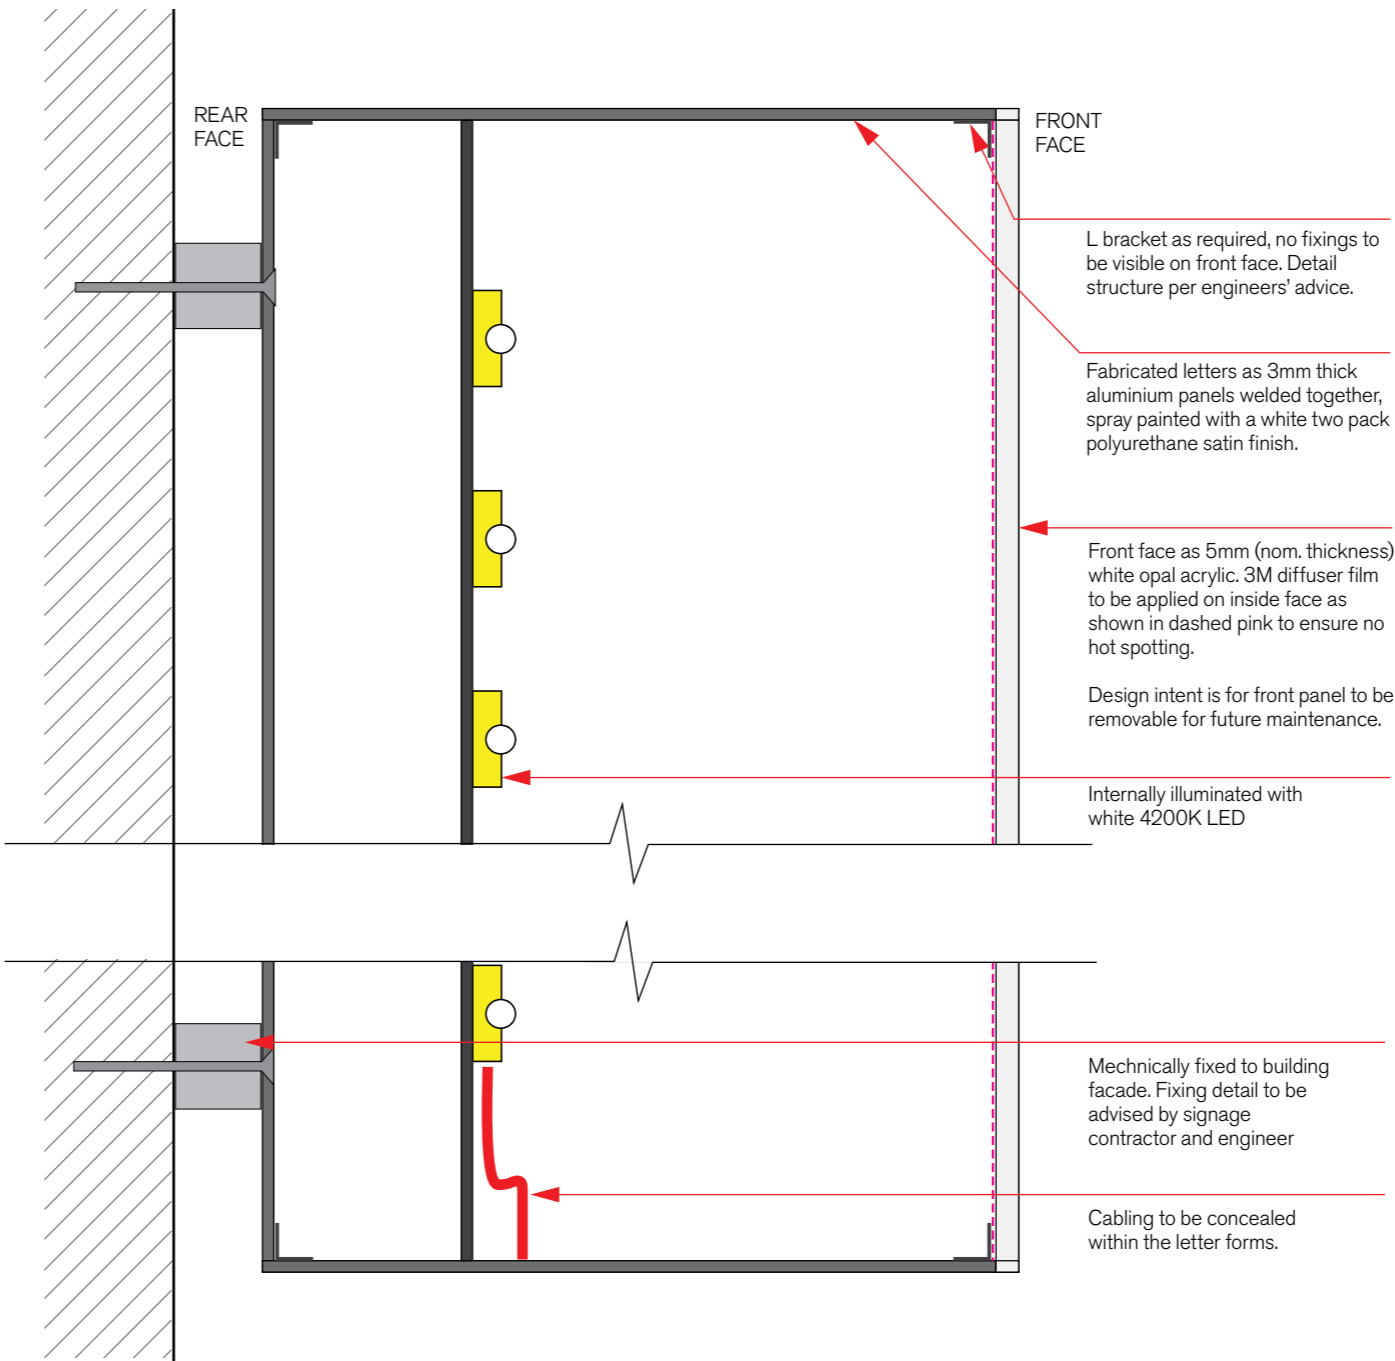 REAR
FACE
FRONT
FACE
L bracket as required, no fixings to
be visible on front face. Detail
structure per engineers’ advice.
Fabricated letters as 3mm thick
aluminium panels welded together,
spray painted with a white two pack
polyurethane satin finish.
Front face as 5mm (nom. thickness)
white opal acrylic. 3M diffuser film
to be applied on inside face as
shown in dashed pink to ensure no
hot spotting.
Design intent is for front panel to be
removable for future maintenance.
Internally illuminated with
white 4200K LED
Mechnically fixed to building
facade. Fixing detail to be
advised by signage
contractor and engineer
Cabling to be concealed
within the letter forms.